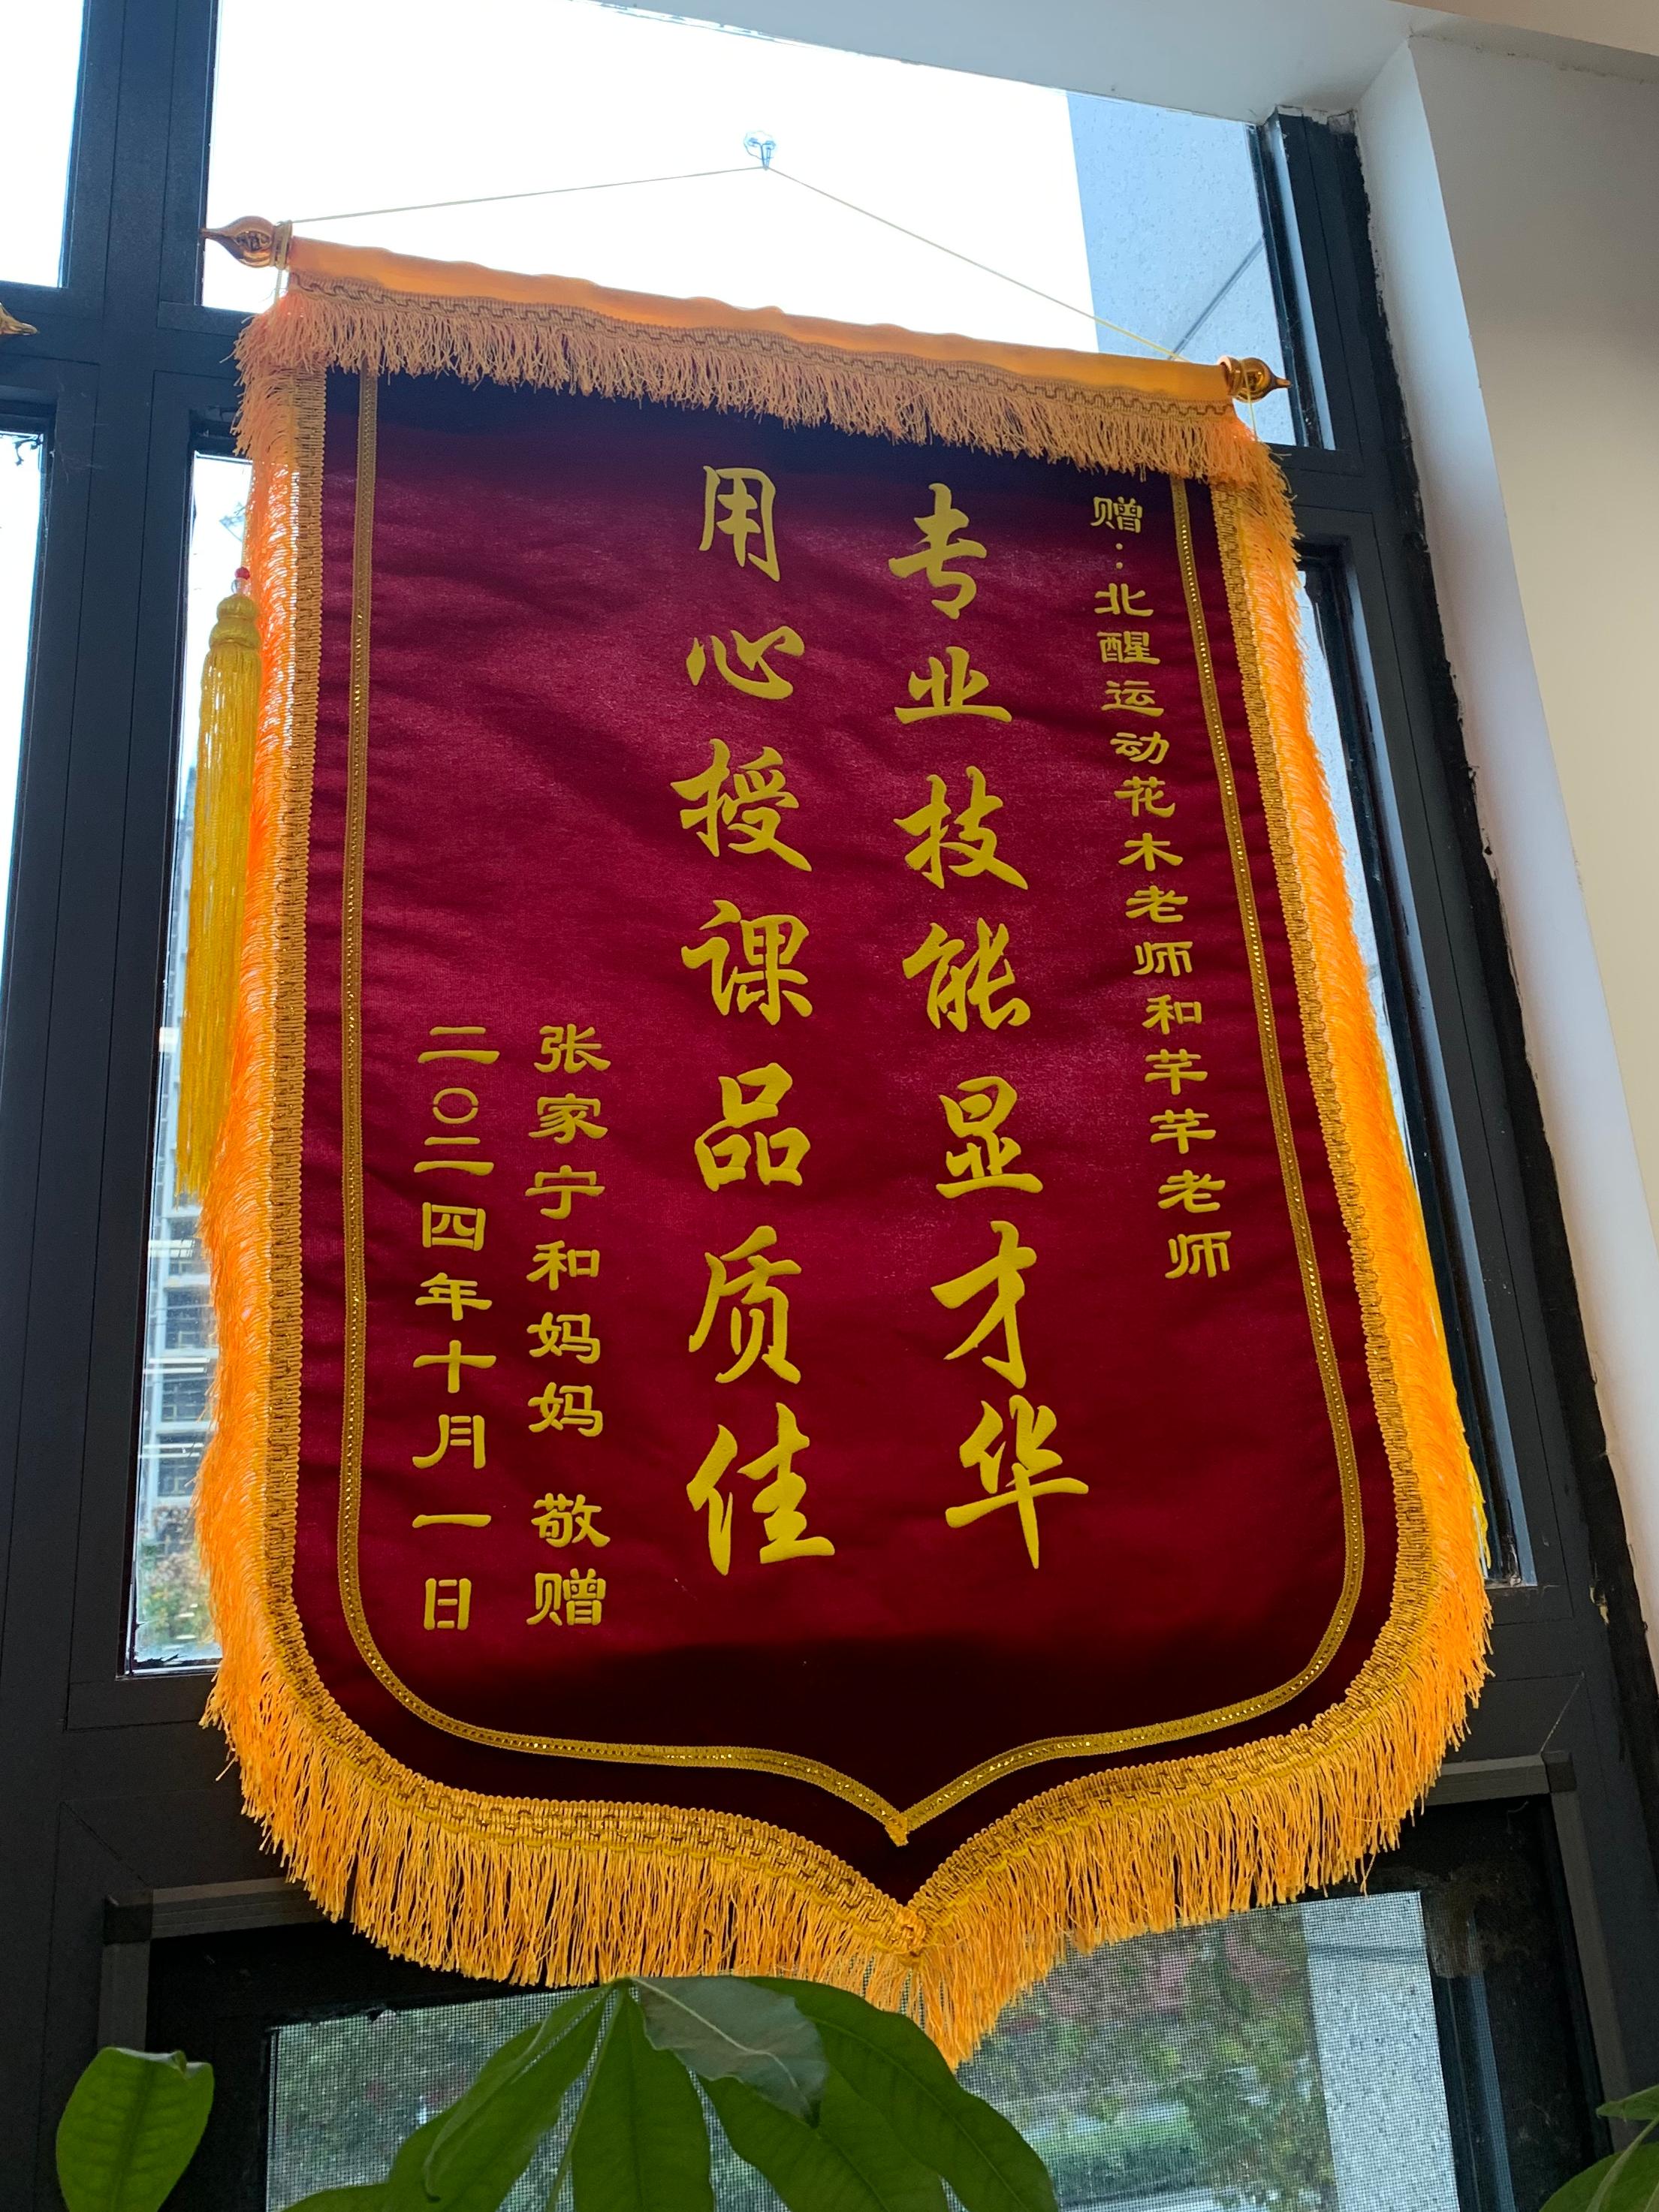 赠：北醒运动花木老师和芊芊老师
专业技能显才华
用心授课品质佳
张家宁和妈妈 敬赠
二〇二四年十月一日